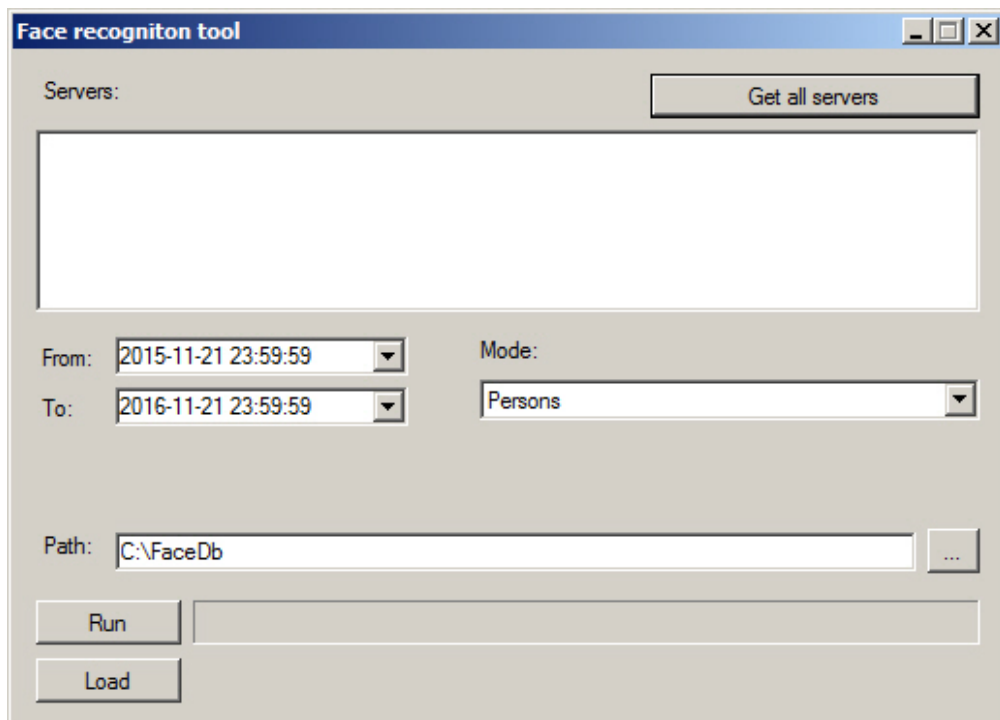 Face recogniton tool
Servers:
Get all servers
From:
2015-11-21 23:59:59
Mode:
To:
2016-11-21 23:59:59
Persons
Path:
C:\FaceDb
...
Run
Load